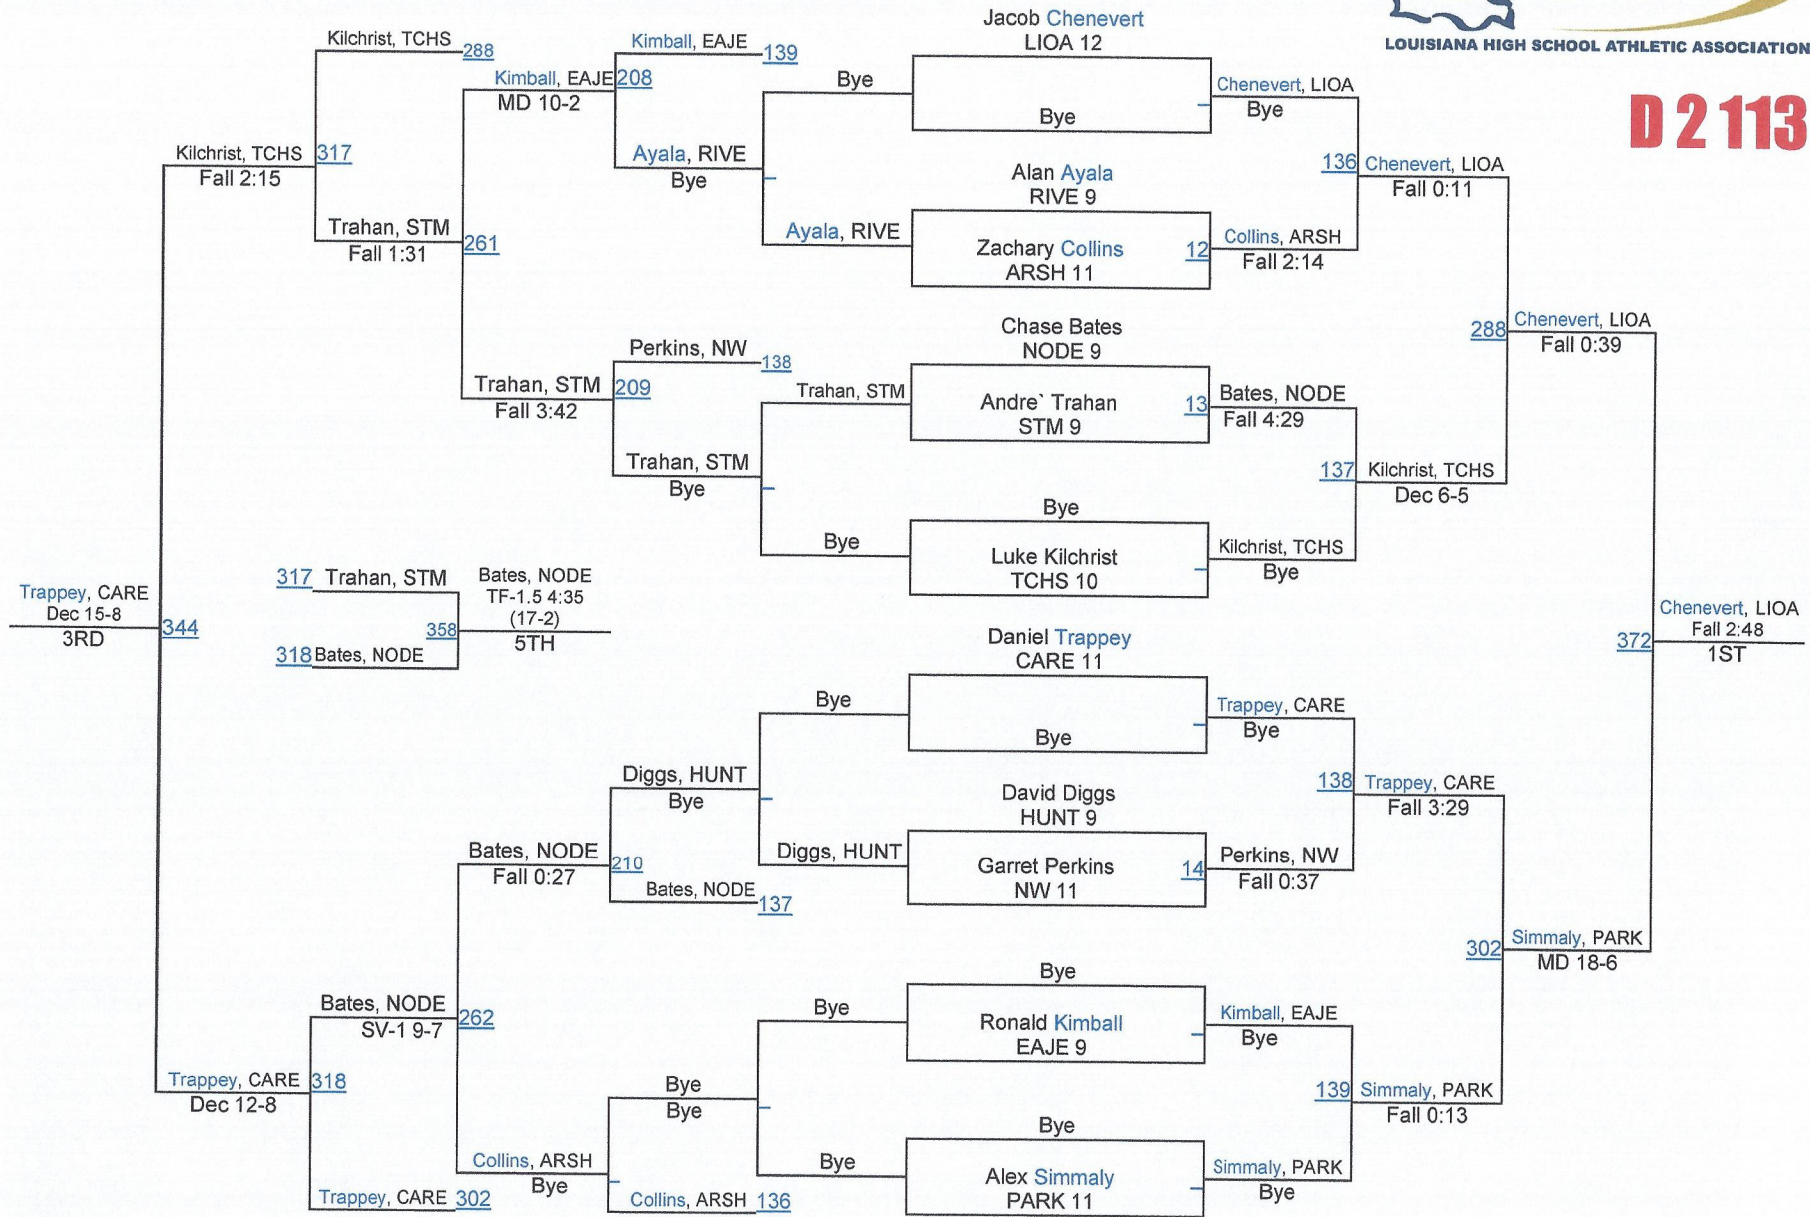 LOUISIANA HIGH SCHOOL ATHLETIC ASSOCIATION
D 2 113
Kilchrist, TCHS
288
Kimball, EAJE
139
Kimball, EAJE
208
MD 10-2
Ayala, RIVE
Bye
Kilchrist, TCHS
317
Fall 2:15
Trahan, STM
Fall 1:31
261
Perkins, NW
138
Trahan, STM
209
Fall 3:42
Trahan, STM
Bye
Bye
Ayala, RIVE
Trahan, STM
Bye
Jacob Chenevert
LIOA 12
Bye
Chenevert, LIOA
Bye
Alan Ayala
RIVE 9
Zachary Collins
ARSH 11
12
Collins, ARSH
Fall 2:14
136
Chenevert, LIOA
Fall 0:11
Chase Bates
NODE 9
Andre` Trahan
STM 9
13
Bates, NODE
Fall 4:29
137
Kilchrist, TCHS
Dec 6-5
Bye
Luke Kilchrist
TCHS 10
Kilchrist, TCHS
Bye
288
Chenevert, LIOA
Fall 0:39
Trappey, CARE
Dec 15-8
3RD
344
317
Trahan, STM
318
Bates, NODE
358
Bates, NODE
TF-1.5 4:35
(17-2)
5TH
372
Chenevert, LIOA
Fall 2:48
1ST
Daniel Trappey
CARE 11
Bye
Bye
Trappey, CARE
Bye
Diggs, HUNT
Bye
David Diggs
HUNT 9
Diggs, HUNT
Garret Perkins
NW 11
14
Perkins, NW
Fall 0:37
138
Trappey, CARE
Fall 3:29
Bates, NODE
Fall 0:27
210
Bates, NODE
137
302
Simmaly, PARK
MD 18-6
Bates, NODE
SV-1 9-7
262
Bye
Bye
Ronald Kimball
EAJE 9
Kimball, EAJE
Bye
139
Simmaly, PARK
Fall 0:13
Trappey, CARE
318
Dec 12-8
Bye
Bye
Bye
Bye
Alex Simmaly
PARK 11
Simmaly, PARK
Bye
Collins, ARSH
Bye
Trappey, CARE
302
Collins, ARSH
136